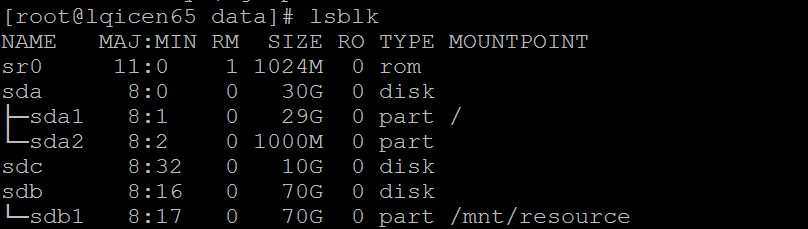 [root@lqicen65 data]# lsblk
NAME   MAJ:MIN RM  SIZE RO TYPE MOUNTPOINT
sr0     11:0    1 1024M  0 rom
sda      8:0    0   30G  0 disk
├─sda1   8:1    0   29G  0 part /
└─sda2   8:2    0 1000M  0 part
sdc      8:32   0   10G  0 disk
sdb      8:16   0   70G  0 disk
└─sdb1   8:17   0   70G  0 part /mnt/resource